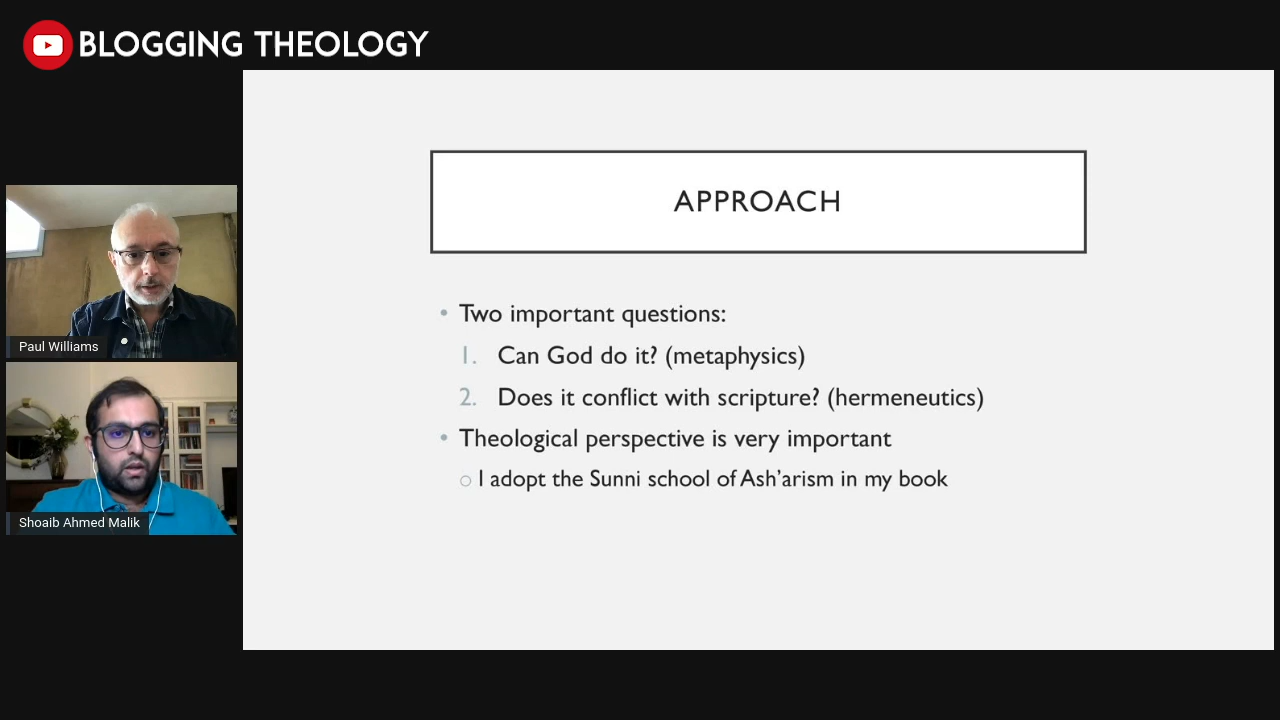 BLOGGING THEOLOGY
APPROACH
• Two important questions:
1. Can God do it? (metaphysics)
2. Does it conflict with scripture? (hermeneutics)
• Theological perspective is very important
○ I adopt the Sunni school of Ash'arism in my book
Paul Williams
Shoaib Ahmed Malik